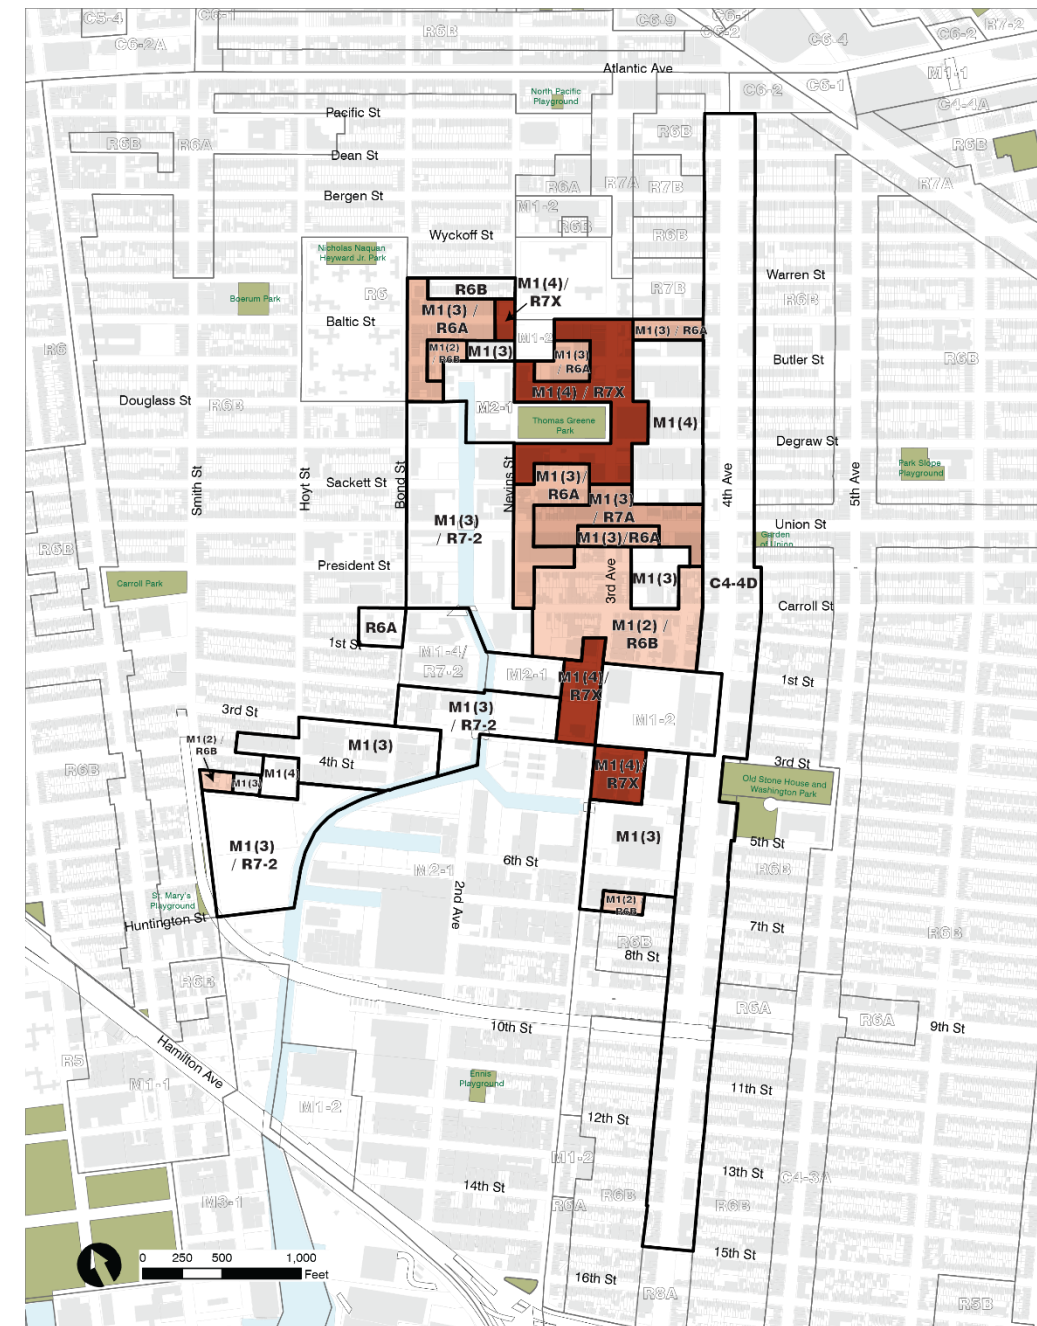 C5-4
C6-1
C6-2A
R6B
C6-9
C6-1
C6-2
C6-4
C6-2
R7-2
Atlantic Ave
M1-1
C6-2
C6-1
C4-4A
North Pacific
Playground
Pacific St
R6B
R6A
R6B
R6B
Dean St
R6A
R7A
R7B
R7A
Bergen St
M1-2
R6B
Wyckoff St
R6B
Nicholas Naquan
Heyward Jr. Park
Warren St
R6
R6B
M1(4)/
R7X
R7B
R6B
Boerum Park
M1(3) /
R6A
Baltic St
M1(3) / R6A
M1-2
R6
M1(2)
/ R6B
M1(3)
M1(3)
/ R6A
Butler St
R6B
Douglass St
R6B
M2-1
M1(4) / R7X
Thomas Greene
Park
M1(4)
Degraw St
Smith St
Hoyt St
Bond St
Nevins St
4th Ave
5th Ave
Park Slope
Playground
Sackett St
M1(3)/
R6A
M1(3)
/ R7A
M1(3)
/ R7-2
Union St
Garden
of Union
M1(3)/R6A
R6B
President St
3rd Ave
M1(3)
C4-4D
Carroll Park
Carroll St
R6A
M1(2) /
R6B
1st St
M1-4/
R7-2
M2-1
M1(4)/
R7X
1st St
3rd St
M1(3)
/ R7-2
M1-2
M1(2) /
R6B
M1(3)
4th St
3rd St
R6B
M1(3)
M1(4)
M1(4)/
R7X
Old Stone House and
Washington Park
M1(3)
/ R7-2
M1(3)
5th St
6th St
M2-1
R6B
2nd Ave
St. Mary's
Playground
M1(2)
/ R6B
Huntington St
7th St
R6B
R6B
8th St
R6B
R6A
R6A
9th St
10th St
Hamilton Ave
R5
M1-1
Ennis
Playground
11th St
M1-2
12th St
M1-2
13th St
C4-3A
14th St
M3-1
R6A
R6B
R6B
15th St
0 250 500 1,000
Feet
16th St
R8A
R5B